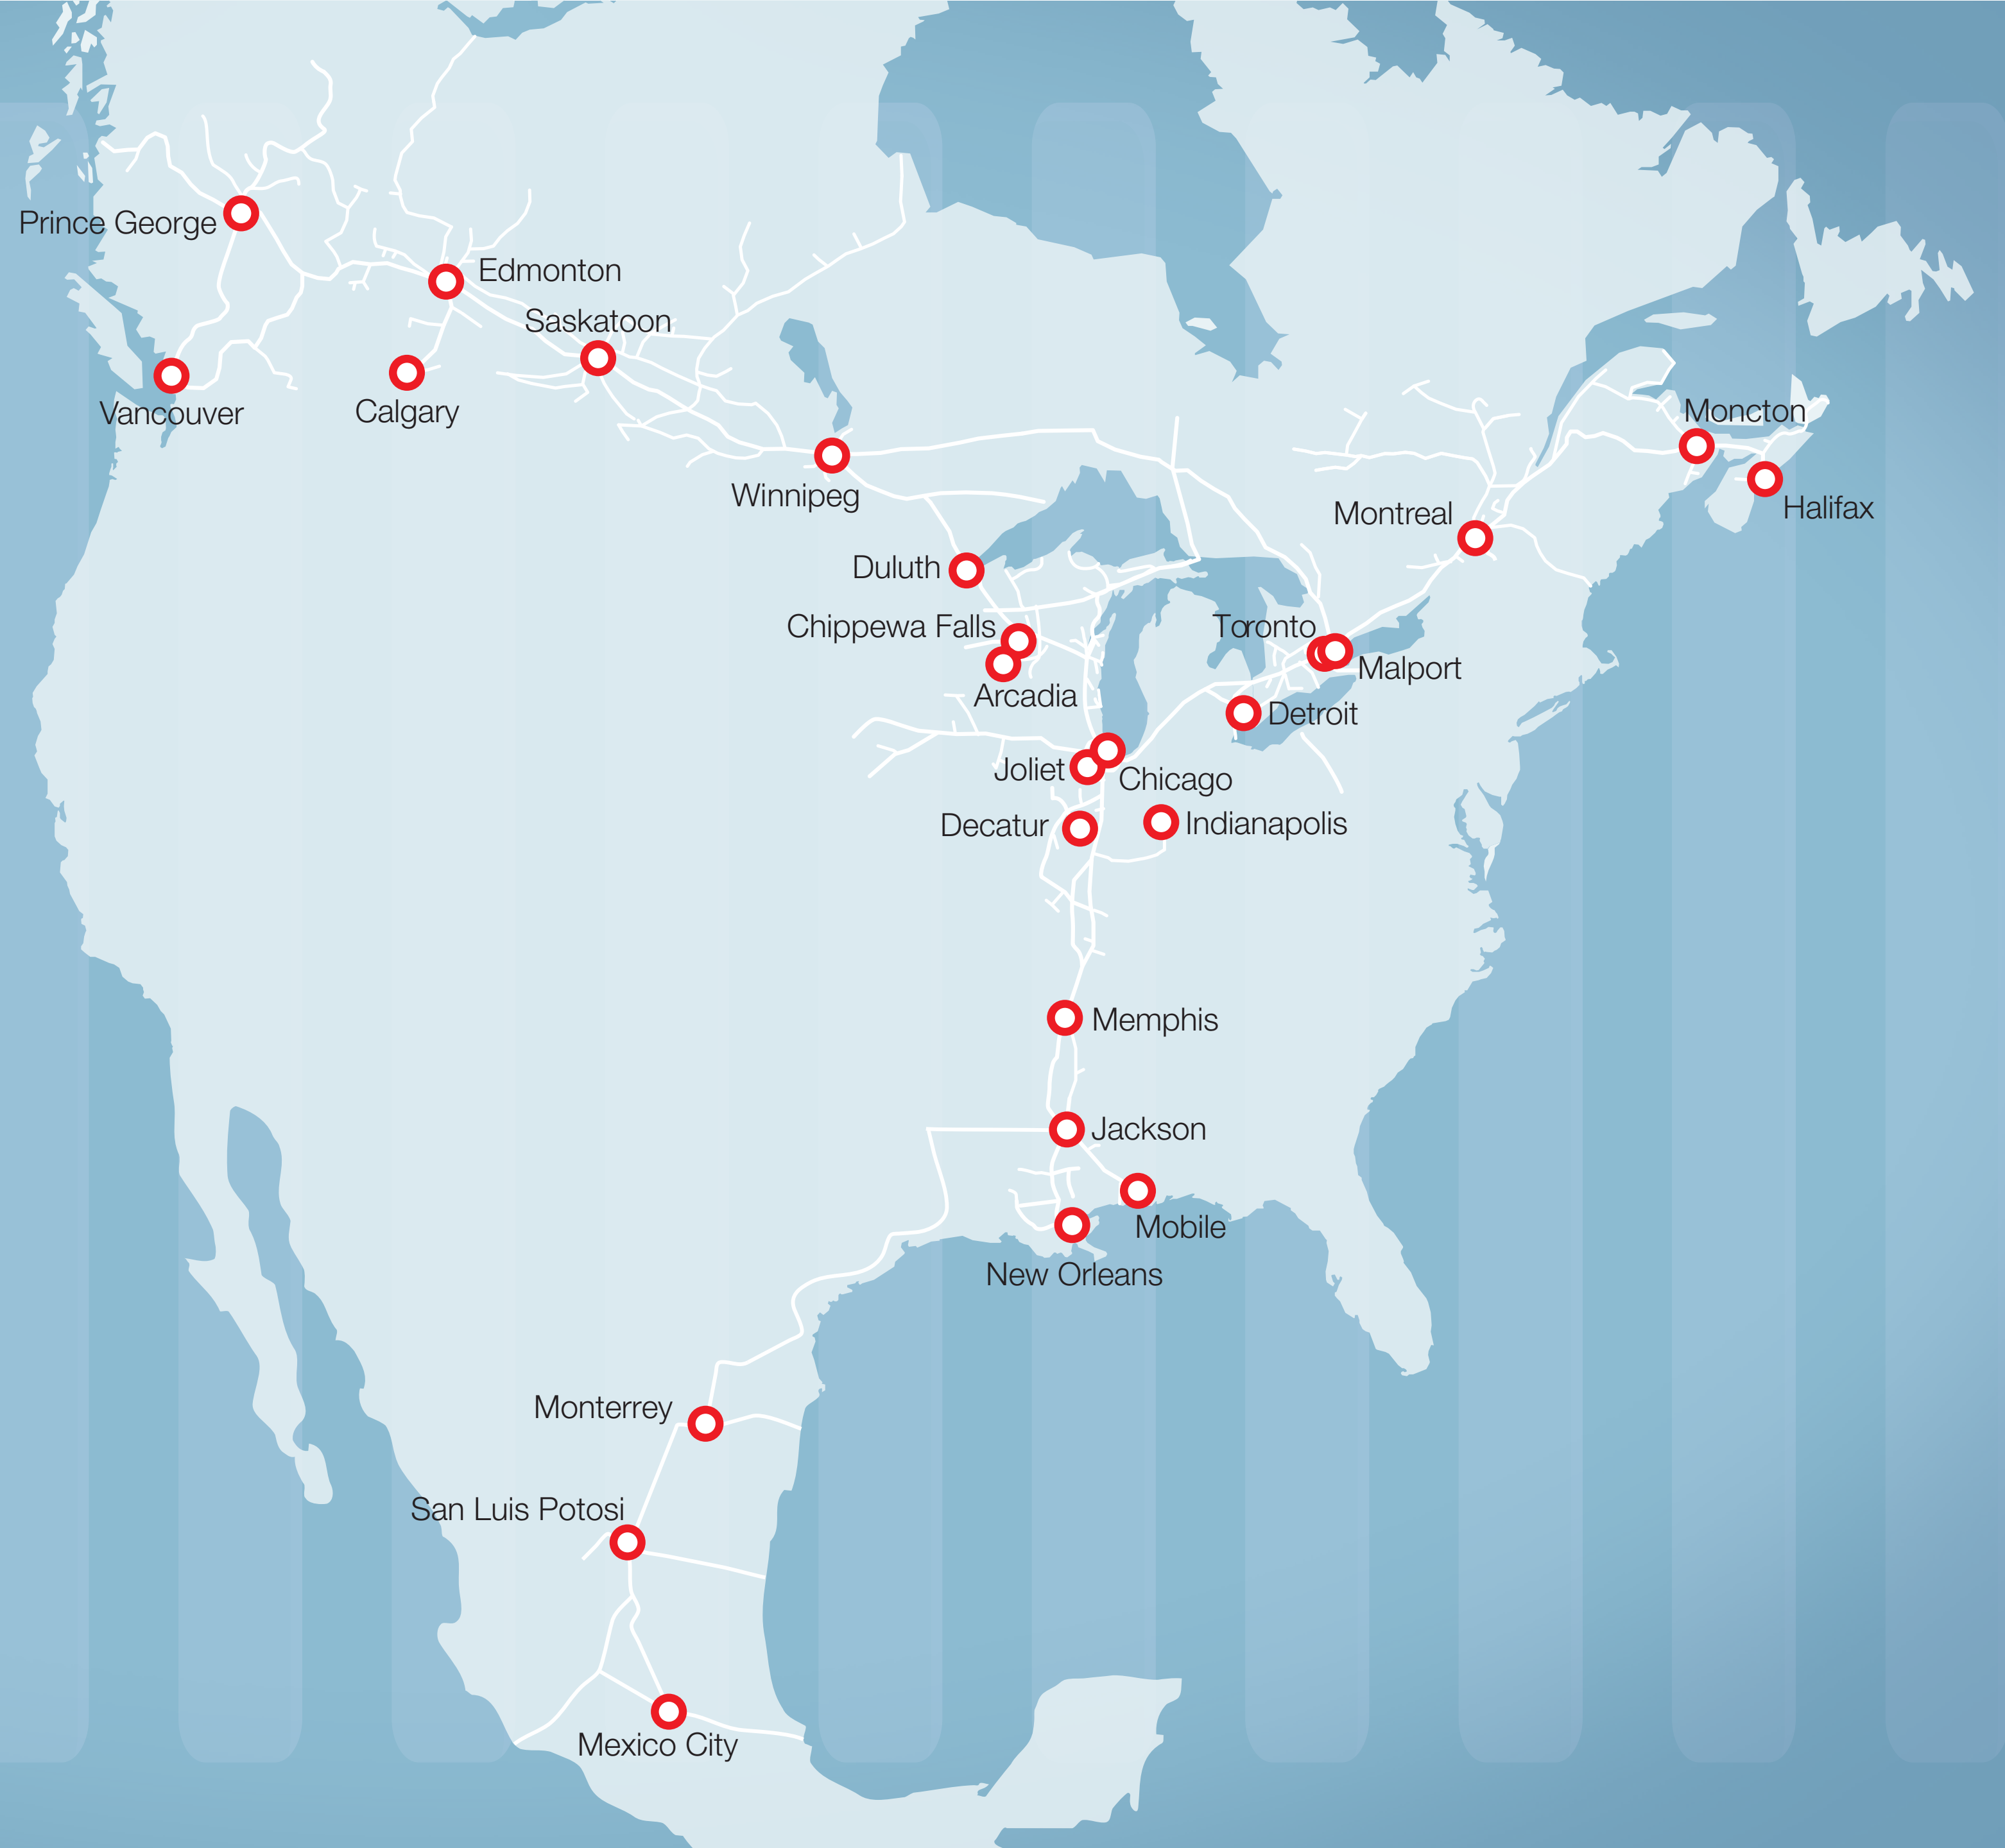 Prince George
Edmonton
Saskatoon
Vancouver
Calgary
Moncton
Winnipeg
Halifax
Montreal
Duluth
Chippewa Falls
Toronto
Malport
Arcadia
Detroit
Joliet
Chicago
Decatur
Indianapolis
Memphis
Jackson
Mobile
New Orleans
Monterrey
San Luis Potosi
Mexico City